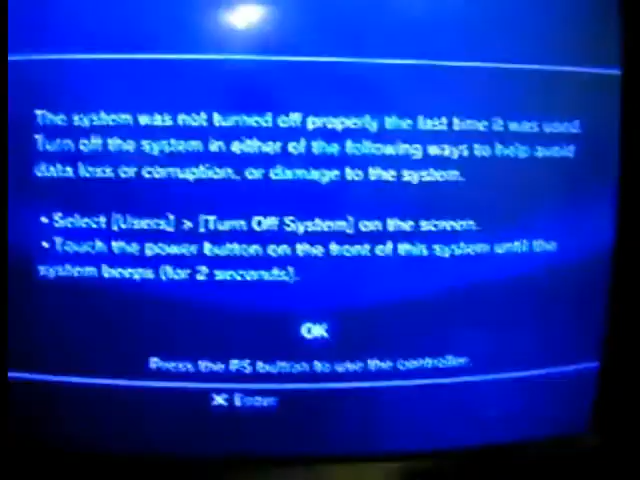 The system was not turned off properly the last time it was used.
Turn off the system in either of the following ways to help avoid
data loss or corruption, or damage to the system.
• Select [Users] > [Turn Off System] on the screen.
• Touch the power button on the front of this system until the
system beeps (for 2 seconds).
OK
Press the PS button to use the controller.
X Enter